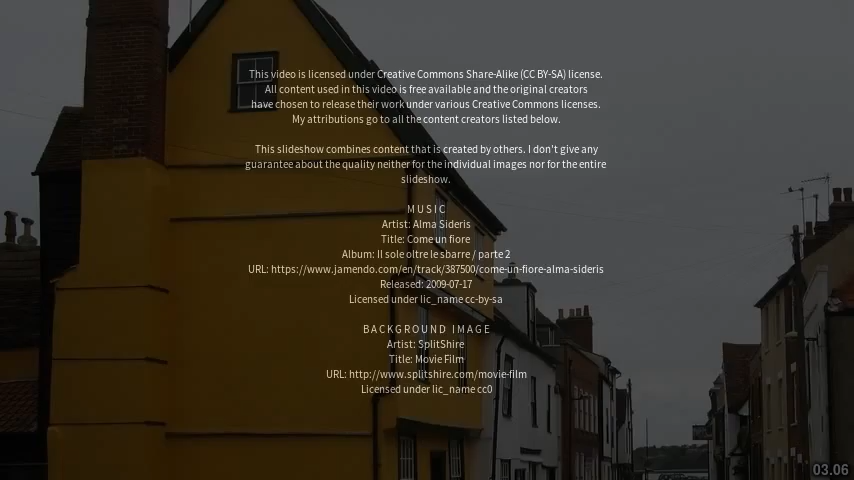 This video is licensed under Creative Commons Share-Alike (CC BY-SA) license.
All content used in this video is free available and the original creators
have chosen to release their work under various Creative Commons licenses.
My attributions go to all the content creators listed below.
This slideshow combines content that is created by others. I don't give any
guarantee about the quality neither for the individual images nor for the entire
slideshow.
MUSIC
Artist: Alma Sideris
Title: Come un fiore
Album: Il sole oltre le sbarre / parte 2
URL: https://www.jamendo.com/en/track/387500/come-un-fiore-alma-sideris
Released: 2009-07-17
Licensed under lic_name cc-by-sa
BACKGROUND IMAGE
Artist: SplitShire
Title: Movie Film
URL: http://www.splitshire.com/movie-film
Licensed under lic_name cc0
03.06